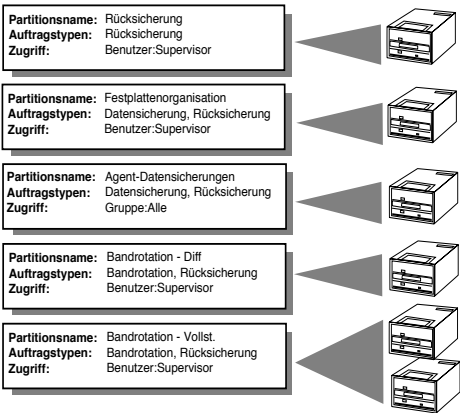 Partitionsname: Rücksicherung
Auftragstypen: Rücksicherung
Zugriff: Benutzer:Supervisor
Partitionsname: Festplattenorganisation
Auftragstypen: Datensicherung, Rücksicherung
Zugriff: Benutzer:Supervisor
Partitionsname: Agent-Datensicherungen
Auftragstypen: Datensicherung, Rücksicherung
Zugriff: Gruppe:Alle
Partitionsname: Bandrotation - Diff
Auftragstypen: Bandrotation, Rücksicherung
Zugriff: Benutzer:Supervisor
Partitionsname: Bandrotation - Vollst.
Auftragstypen: Bandrotation, Rücksicherung
Zugriff: Benutzer:Supervisor